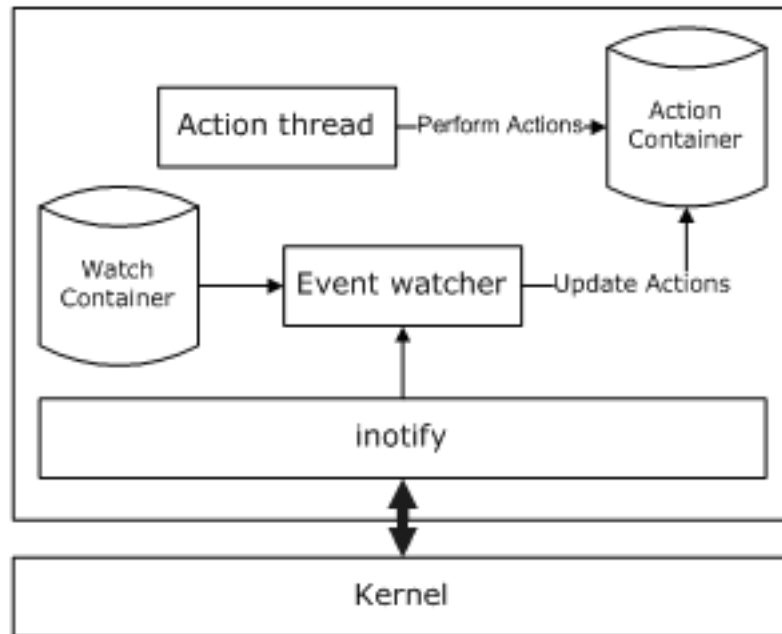 Action thread
Perform Actions
Action
Container
Watch
Container
Event watcher
Update Actions
inotify
Kernel